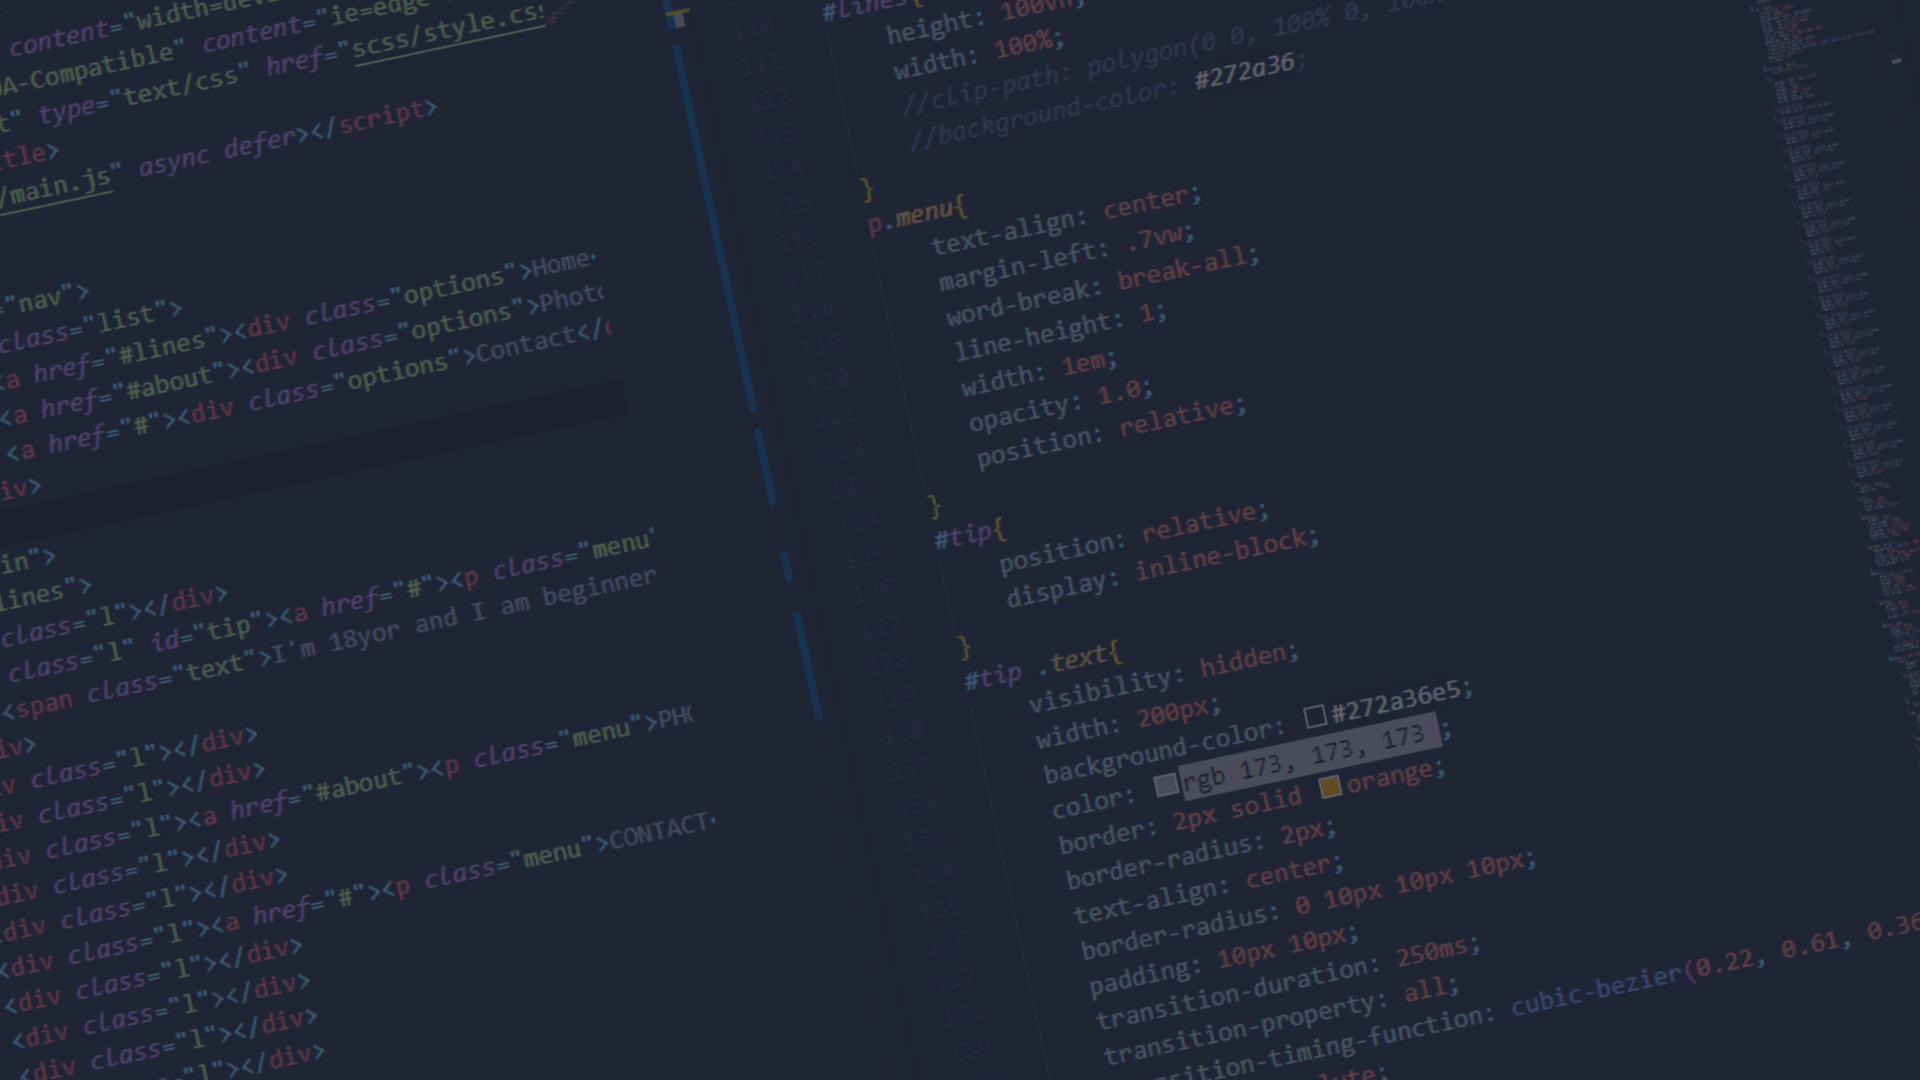 content="width=devi
A-Compatible" content="ie=edge
t" type="text/css" href="scss/style.css
tle>
/main.js" async defer></script>
="nav">
class="list">
<a href="#lines"><div class="options">Home
<a href="#about"><div class="options">Photo
<a href="#"><div class="options">Contact</
iv>
in">
lines">
class="l"></div>
class="l" id="tip"><a href="#"><p class="menu"
<span class="text">I'm 18yor and I am beginner
iv>
v class="l"></div>
iv class="l"></div>
iv class="l"><a href="#about"><p class="menu">PHO
div class="l"></div>
div class="l"></div>
<div class="l"><a href="#"><p class="menu">CONTACT
<div class="l"></div>
<div class="l"></div>
<div class="l"></div>
"l"></div>
#lines{
110 height: 100vh;
111 width: 100%;
112 //clip-path: polygon(0 0, 100% 0, 100%
113 //background-color: #272a36;
114
115 }
116 p.menu{
117 text-align: center;
118 margin-left: .7vw;
119 word-break: break-all;
120 line-height: 1;
121 width: 1em;
122 opacity: 1.0;
123 position: relative;
124 }
125 #tip{
126 position: relative;
127 display: inline-block;
128 }
129 #tip .text{
130 visibility: hidden;
131 width: 200px;
132 background-color: #272a36e5;
133 color: rgb(173, 173, 173);
134 border: 2px solid orange;
135 border-radius: 2px;
136 text-align: center;
137 border-radius: 0 10px 10px 10px;
138 padding: 10px 10px;
139 transition-duration: 250ms;
transition-property: all;
sition-timing-function: cubic-bezier(0.22, 0.61, 0.36
lute;